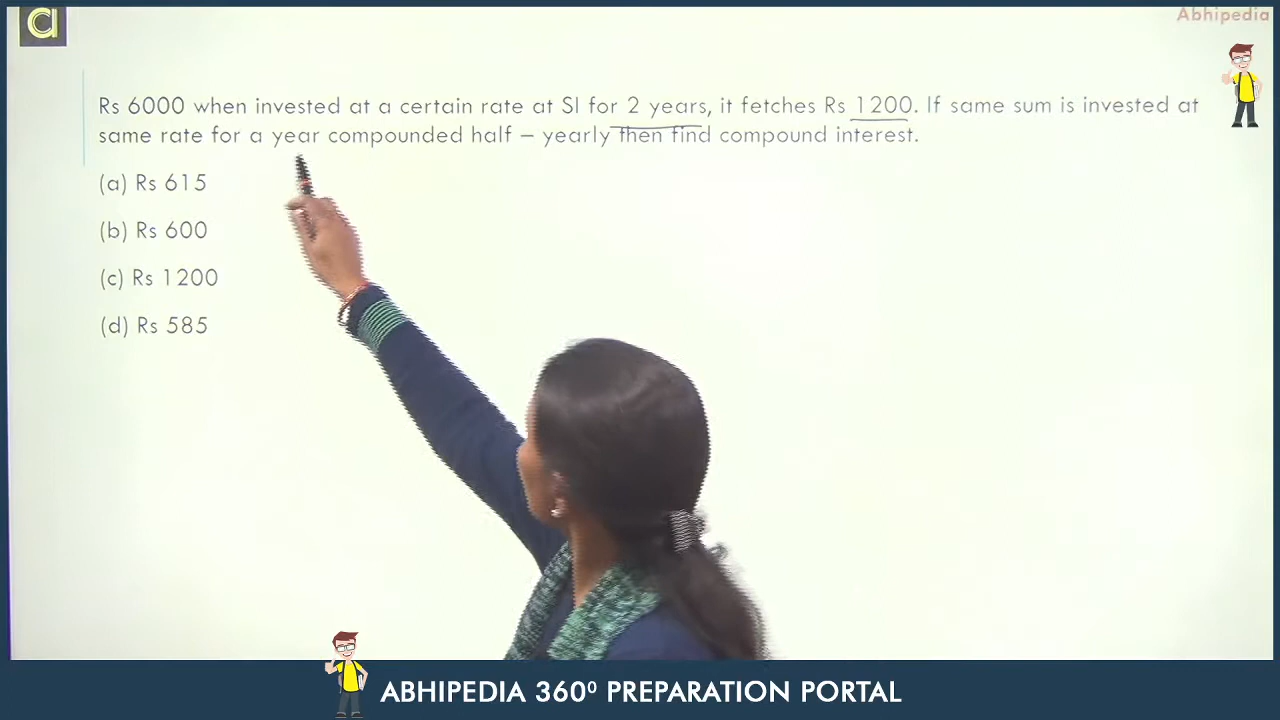 a
Abhipedia
Rs 6000 when invested at a certain rate at SI for 2 years, it fetches Rs 1200. If same sum is invested at
same rate for a year compounded half – yearly then find compound interest.
(a) Rs 615
(b) Rs 600
(c) Rs 1200
(d) Rs 585
ABHIPEDIA 360⁰ PREPARATION PORTAL